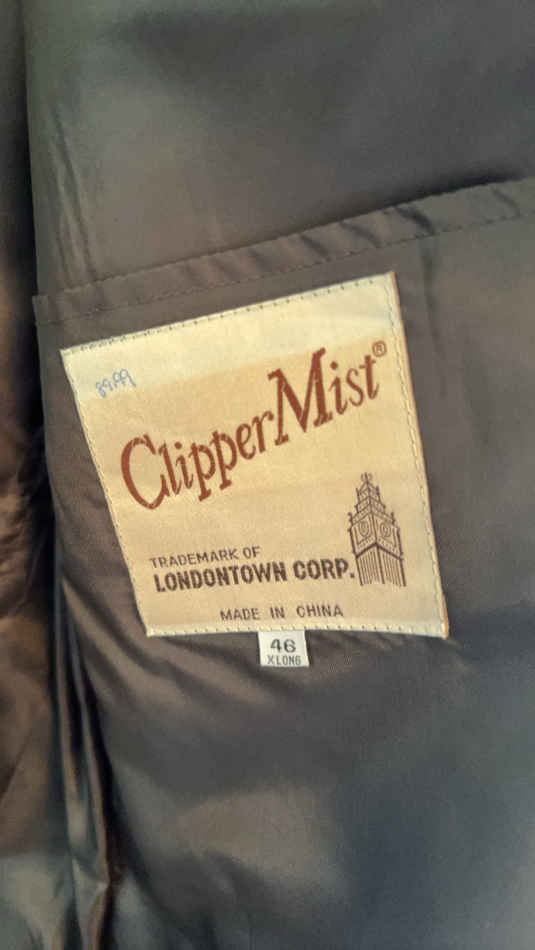 89.99
ClipperMist®
TRADEMARK OF
LONDONTOWN CORP.
MADE IN CHINA
46
XLONG